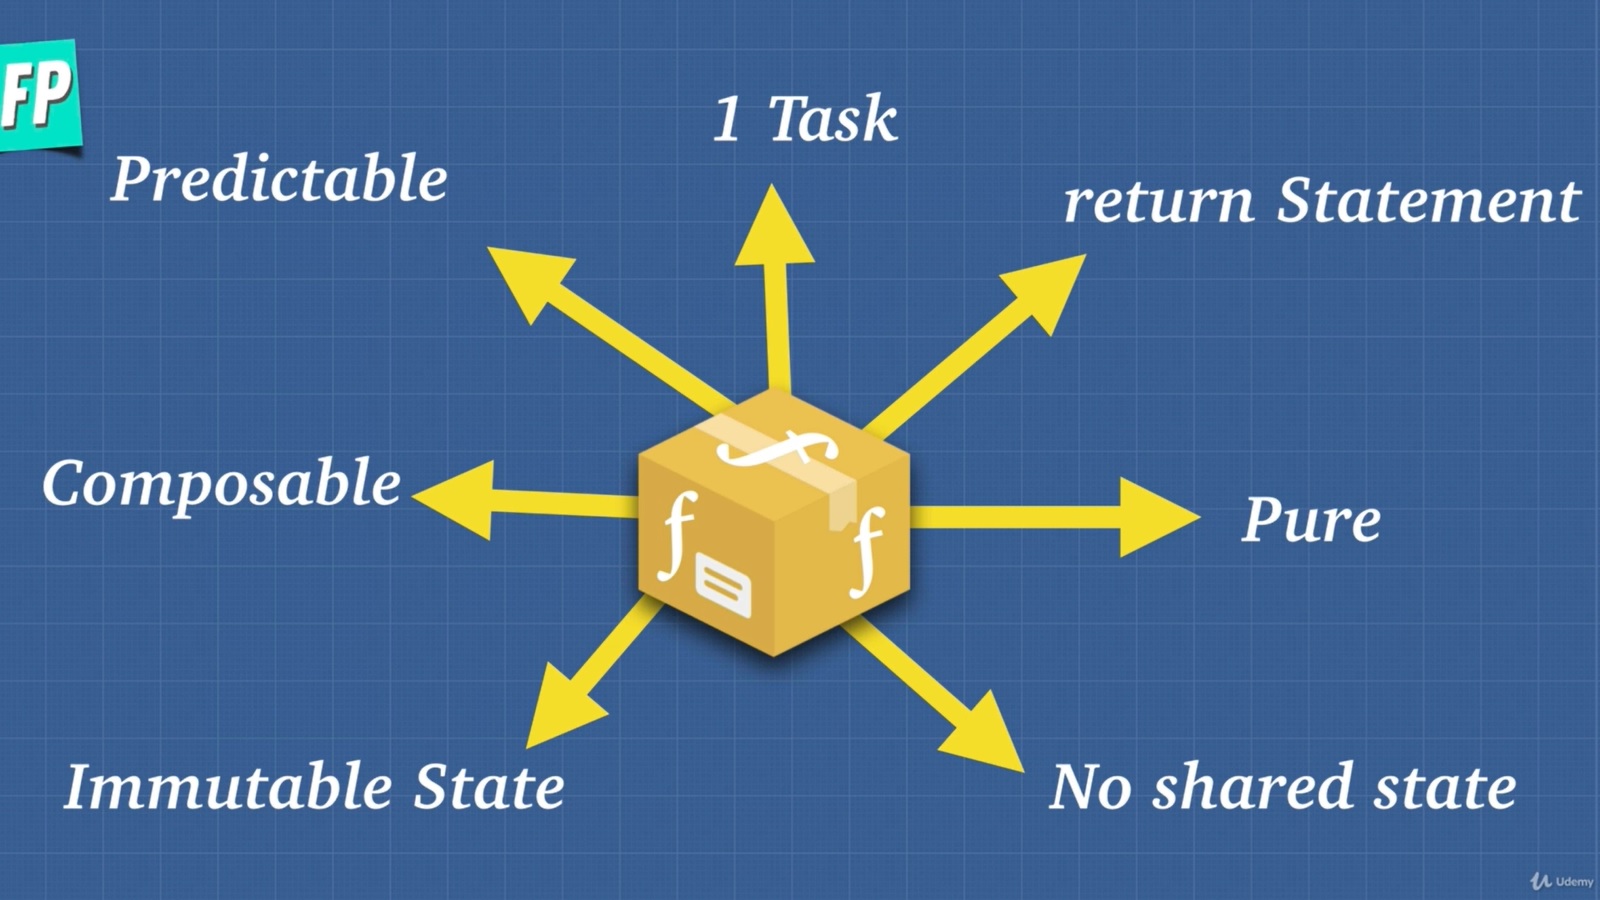 FP
1 Task
Predictable
return Statement
Composable
Pure
Immutable State
No shared state
Udemy